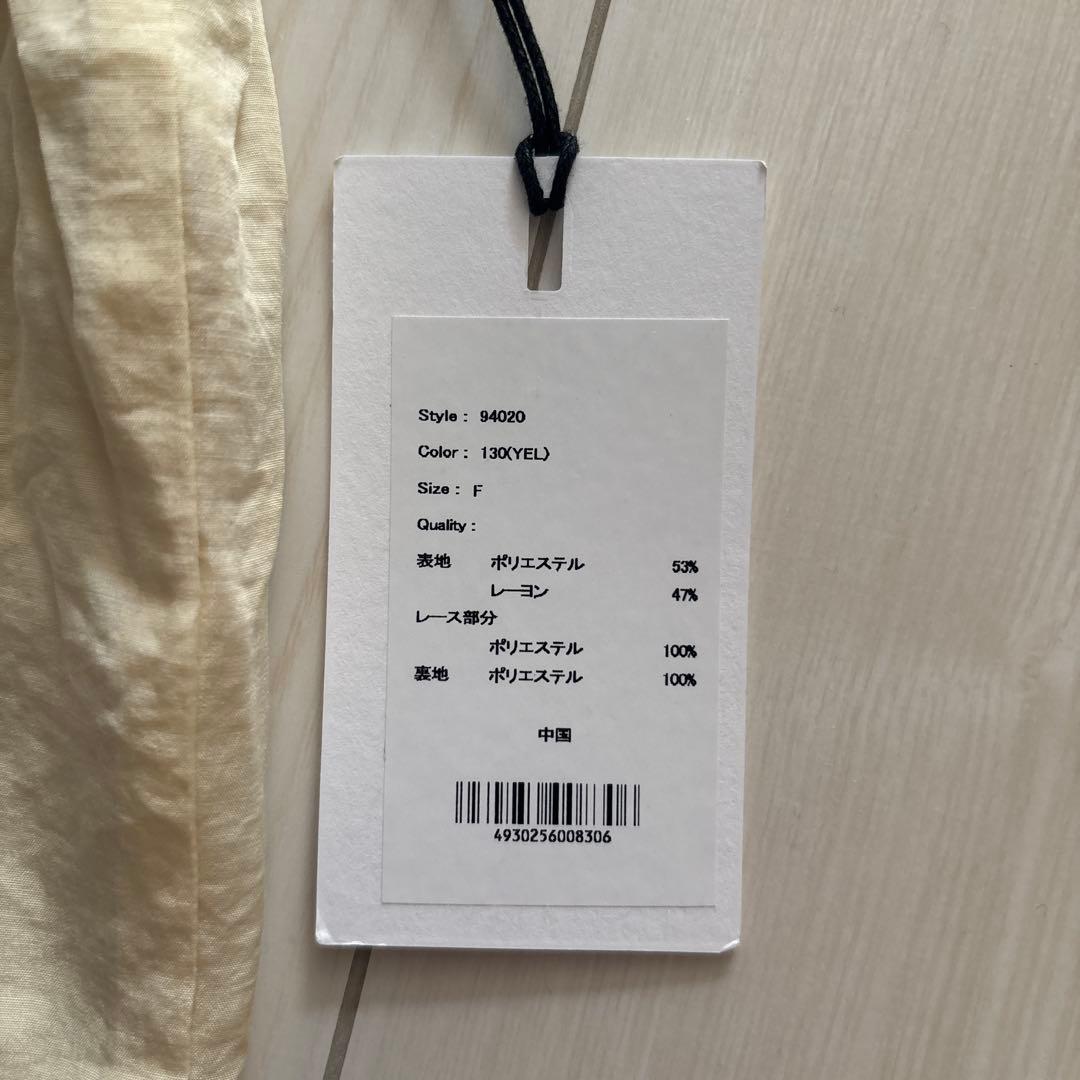 Style : 94020
Color : 130(YEL)
Size : F
Quality :
表地 ポリエステル 53%
レーヨン 47%
レース部分
ポリエステル 100%
裏地 ポリエステル 100%
中国
4930256008306